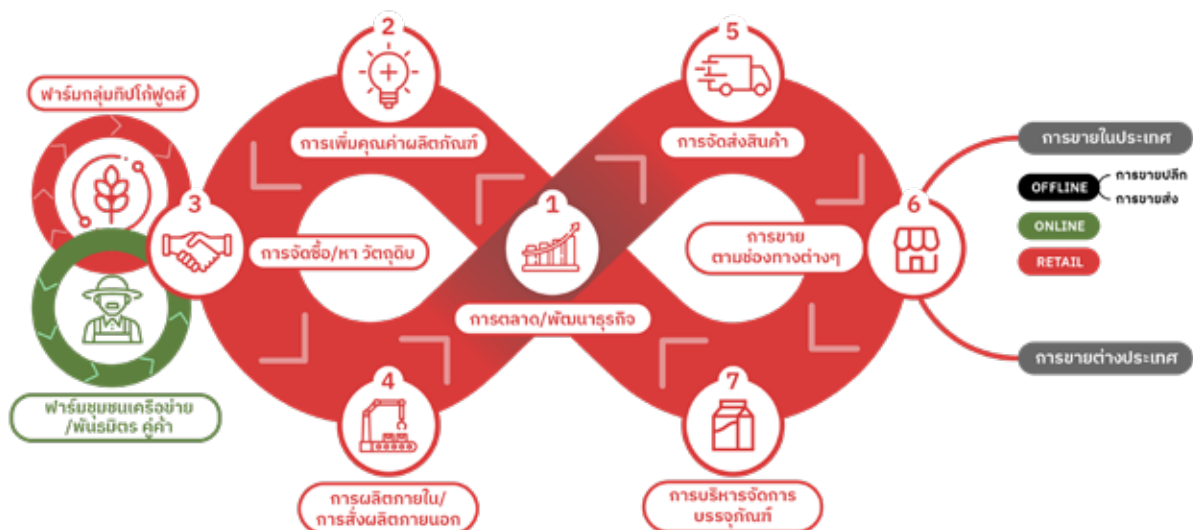 ฟาร์มกลุ่มทิปโก้ฟูดส์
ฟาร์มชุมชนเครือข่าย
/พันธมิตร คู่ค้า
1
การตลาด/พัฒนาธุรกิจ
2
การเพิ่มคุณค่าผลิตภัณฑ์
3
การจัดซื้อ/หา วัตถุดิบ
4
การผลิตภายใน/
การสั่งผลิตภายนอก
5
การจัดส่งสินค้า
6
การขาย
ตามช่องทางต่างๆ
7
การบริหารจัดการ
บรรจุภัณฑ์
การขายในประเทศ
OFFLINE
การขายปลีก
การขายส่ง
ONLINE
RETAIL
การขายต่างประเทศ